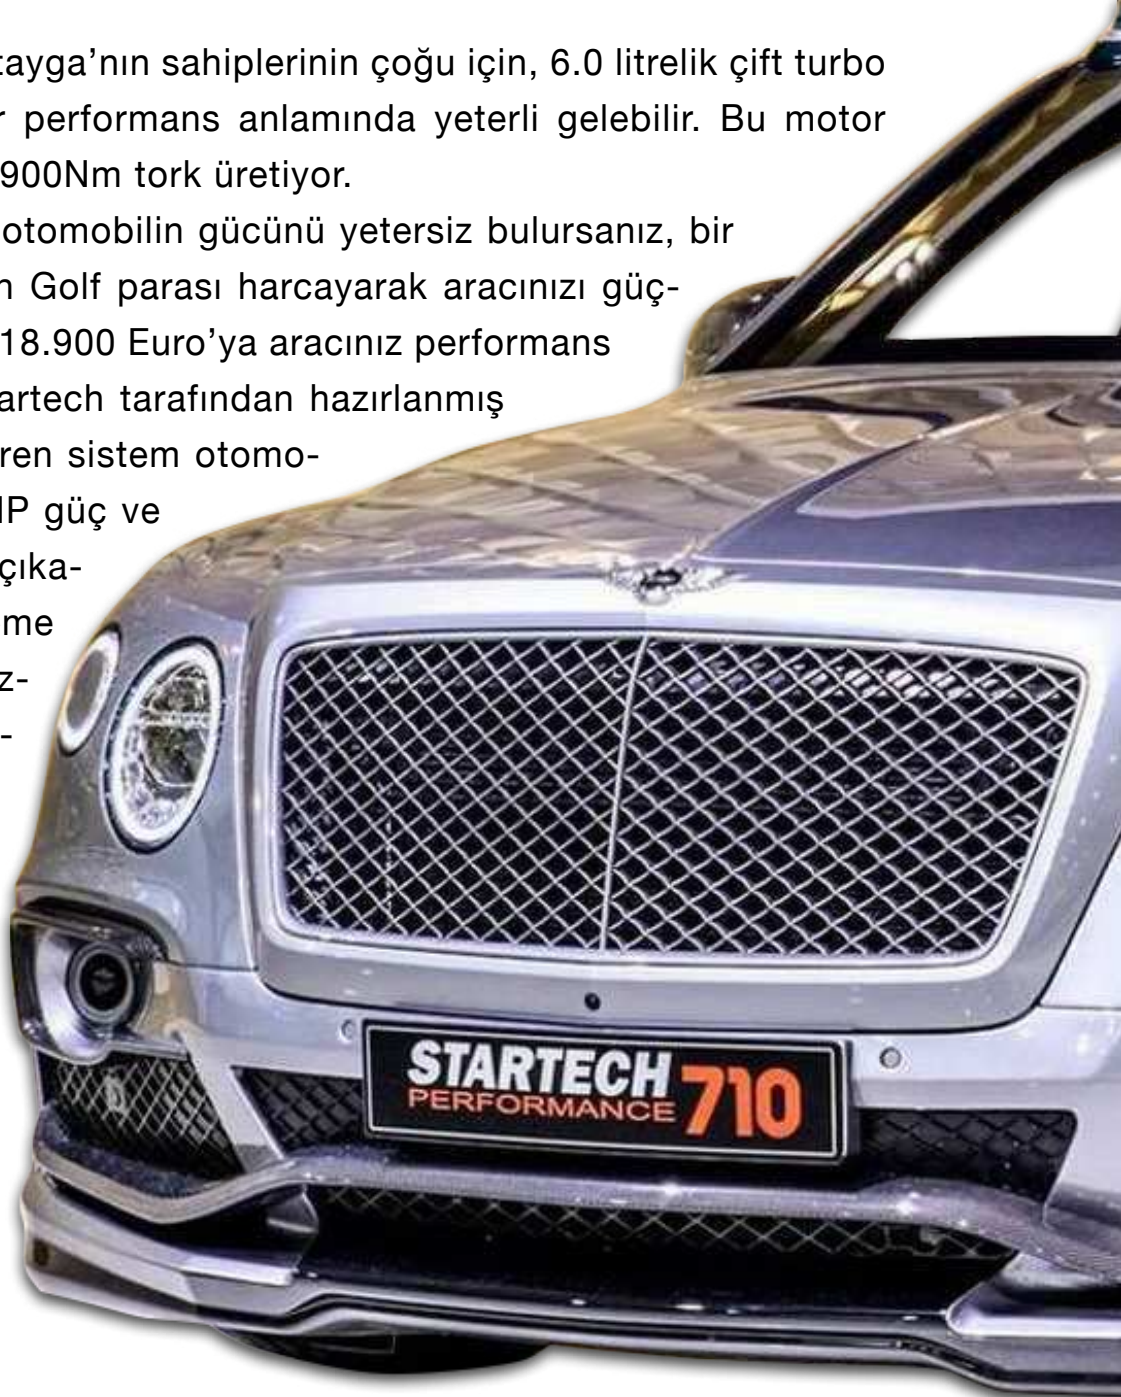 tayga’nın sahiplerinin çoğu için, 6.0 litrelik çift turbo
performans anlamında yeterli gelebilir. Bu motor
900Nm tork üretiyor.
otomobilin gücünü yetersiz bulursanız, bir
Golf parası harcayarak aracınızı güç-
18.900 Euro’ya aracınız performans
artech tarafından hazırlanmış
ren sistem otomo-
güç ve
çıka-
me
z-
-
STARTECH 710
PERFORMANCE